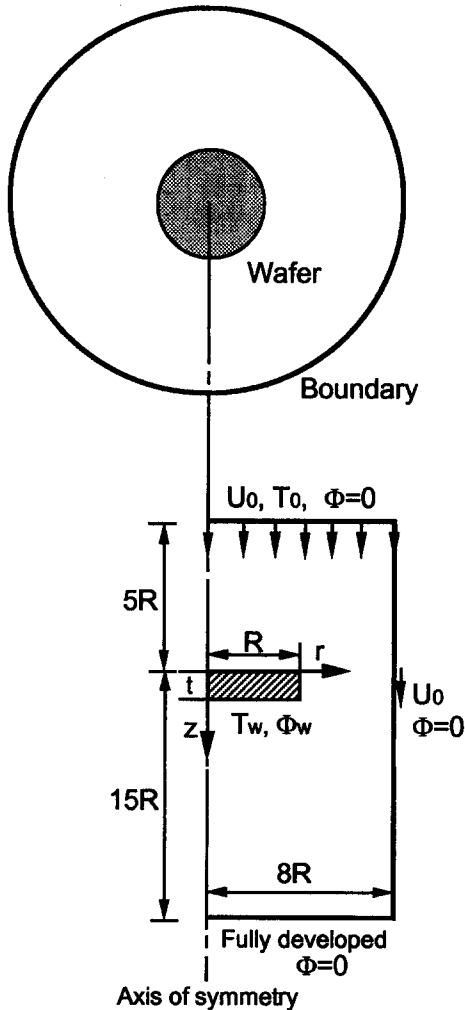 Wafer
Boundary
U0, T0, Φ=0
5R
R
r
t
U0
Φ=0
Tw, Φw
z
15R
8R
Fully developed
Φ=0
Axis of symmetry